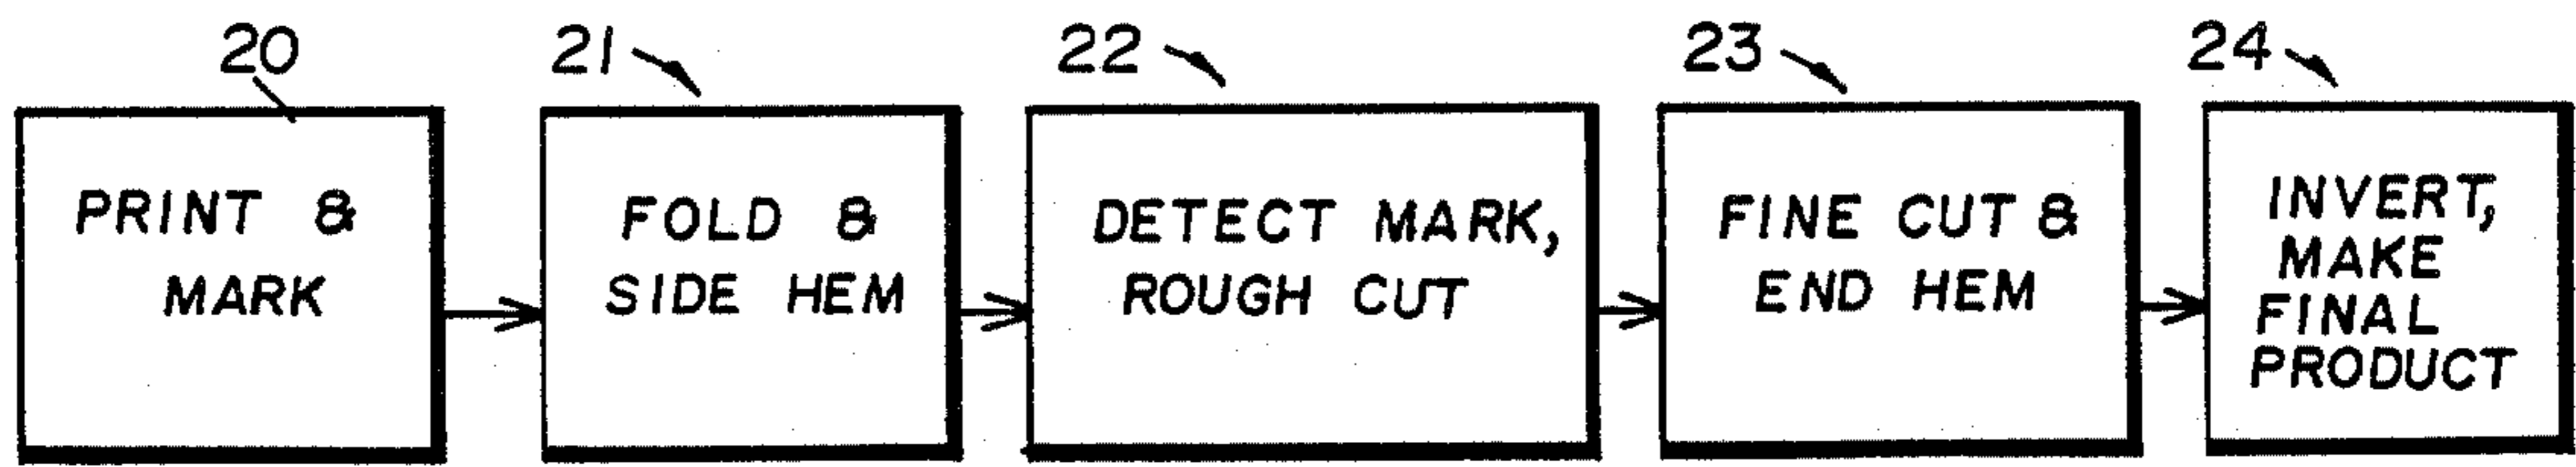 20
PRINT &
MARK
21
FOLD &
SIDE HEM
22
DETECT MARK,
ROUGH CUT
23
FINE CUT &
END HEM
24
INVERT,
MAKE
FINAL
PRODUCT